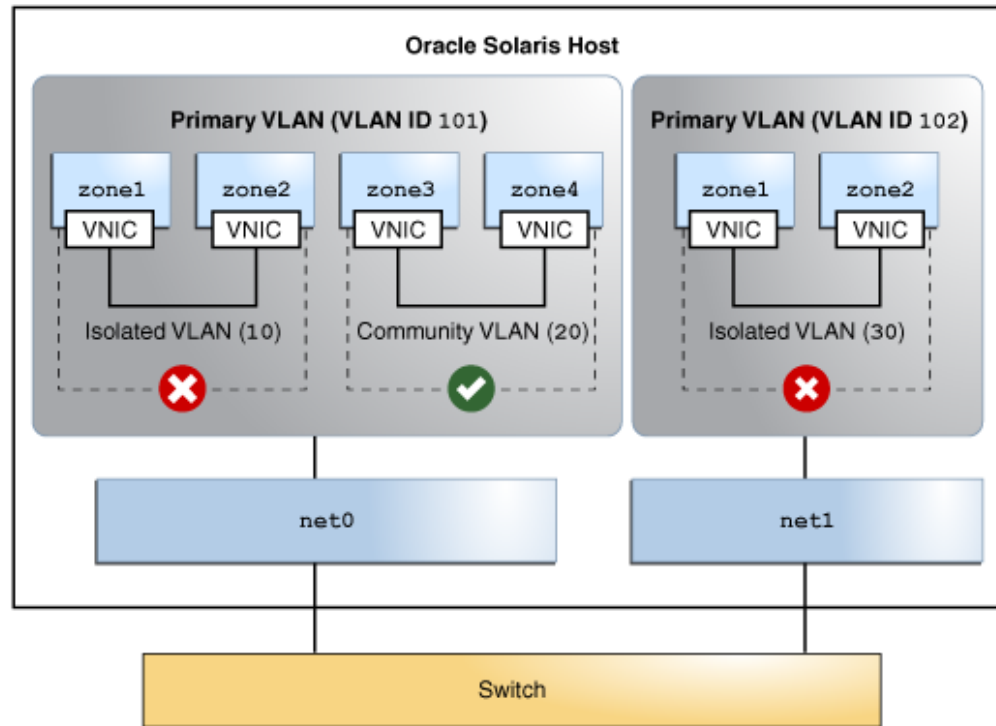 Oracle Solaris Host
Primary VLAN (VLAN ID 101)
zone1
zone2
zone3
zone4
VNIC
VNIC
VNIC
VNIC
Isolated VLAN (10)
Community VLAN (20)
Primary VLAN (VLAN ID 102)
zone1
zone2
VNIC
VNIC
Isolated VLAN (30)
net0
net1
Switch